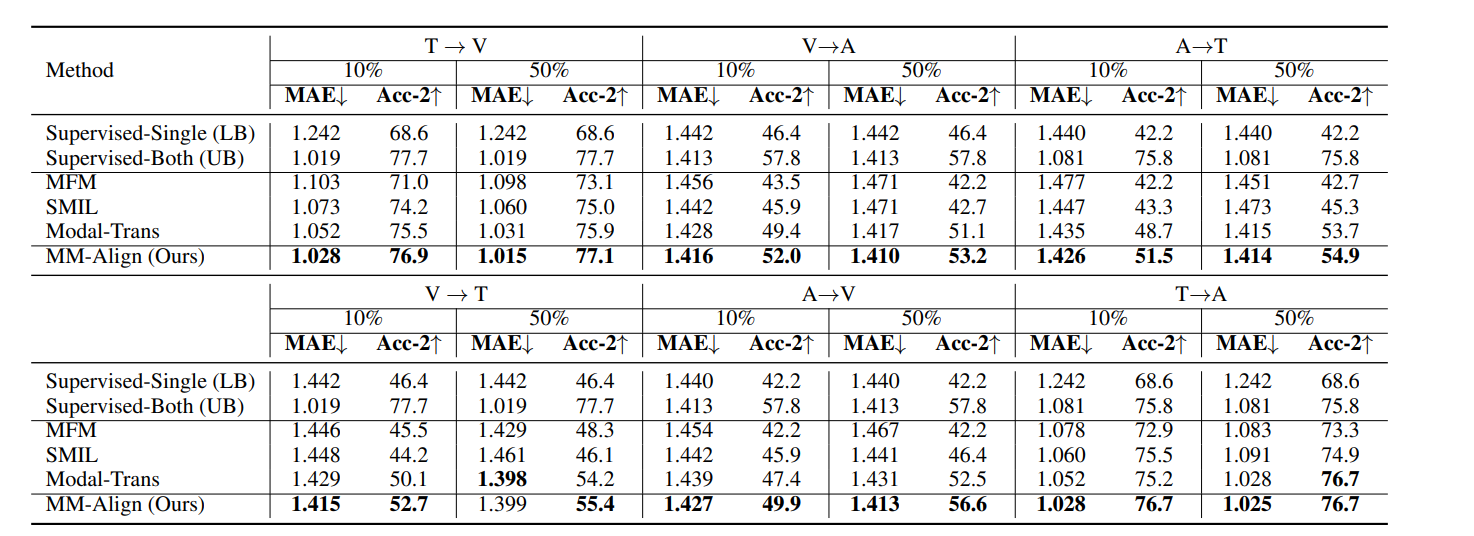 T → V V→A A→T
Method 10% 50% 10% 50% 10% 50%
MAE↓ Acc-2↑ MAE↓ Acc-2↑ MAE↓ Acc-2↑ MAE↓ Acc-2↑ MAE↓ Acc-2↑ MAE↓ Acc-2↑
Supervised-Single (LB) 1.242 68.6 1.242 68.6 1.442 46.4 1.442 46.4 1.440 42.2 1.440 42.2
Supervised-Both (UB) 1.019 77.7 1.019 77.7 1.413 57.8 1.413 57.8 1.081 75.8 1.081 75.8
MFM 1.103 71.0 1.098 73.1 1.456 43.5 1.471 42.2 1.477 42.2 1.451 42.7
SMIL 1.073 74.2 1.060 75.0 1.442 45.9 1.471 42.7 1.447 43.3 1.473 45.3
Modal-Trans 1.052 75.5 1.031 75.9 1.428 49.4 1.417 51.1 1.435 48.7 1.415 53.7
MM-Align (Ours) 1.028 76.9 1.015 77.1 1.416 52.0 1.410 53.2 1.426 51.5 1.414 54.9
V → T A→V T→A
10% 50% 10% 50% 10% 50%
MAE↓ Acc-2↑ MAE↓ Acc-2↑ MAE↓ Acc-2↑ MAE↓ Acc-2↑ MAE↓ Acc-2↑ MAE↓ Acc-2↑
Supervised-Single (LB) 1.442 46.4 1.442 46.4 1.440 42.2 1.440 42.2 1.242 68.6 1.242 68.6
Supervised-Both (UB) 1.019 77.7 1.019 77.7 1.413 57.8 1.413 57.8 1.081 75.8 1.081 75.8
MFM 1.446 45.5 1.429 48.3 1.454 42.2 1.467 42.2 1.078 72.9 1.083 73.3
SMIL 1.448 44.2 1.461 46.1 1.442 45.9 1.441 46.4 1.060 75.5 1.091 74.9
Modal-Trans 1.429 50.1 1.398 54.2 1.439 47.4 1.431 52.5 1.052 75.2 1.028 76.7
MM-Align (Ours) 1.415 52.7 1.399 55.4 1.427 49.9 1.413 56.6 1.028 76.7 1.025 76.7